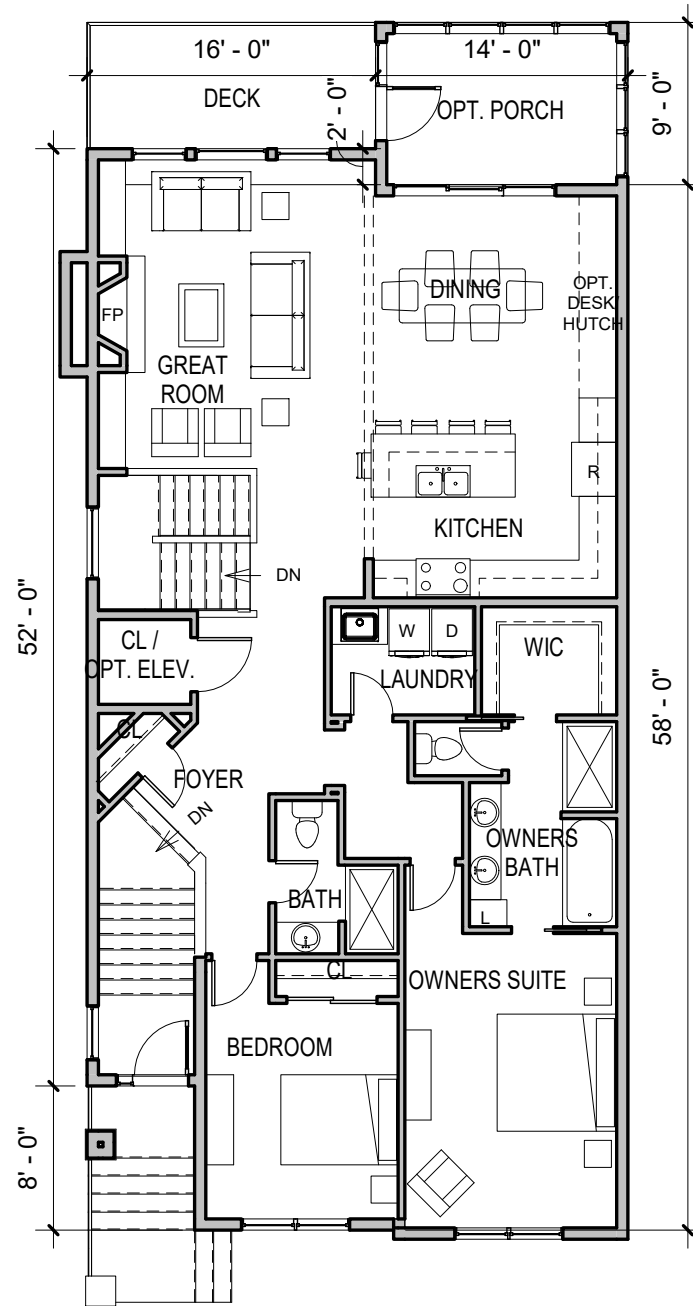 16' - 0"
14' - 0"
DECK
OPT. PORCH
2' - 0"
9' - 0"
DINING
OPT.
DESK/
HUTCH
FP
GREAT
ROOM
R
KITCHEN
DN
52' - 0"
CL /
OPT. ELEV.
W
D
LAUNDRY
WIC
58' - 0"
CL
FOYER
DN
OWNERS
BATH
BATH
L
CL
OWNERS SUITE
BEDROOM
8' - 0"